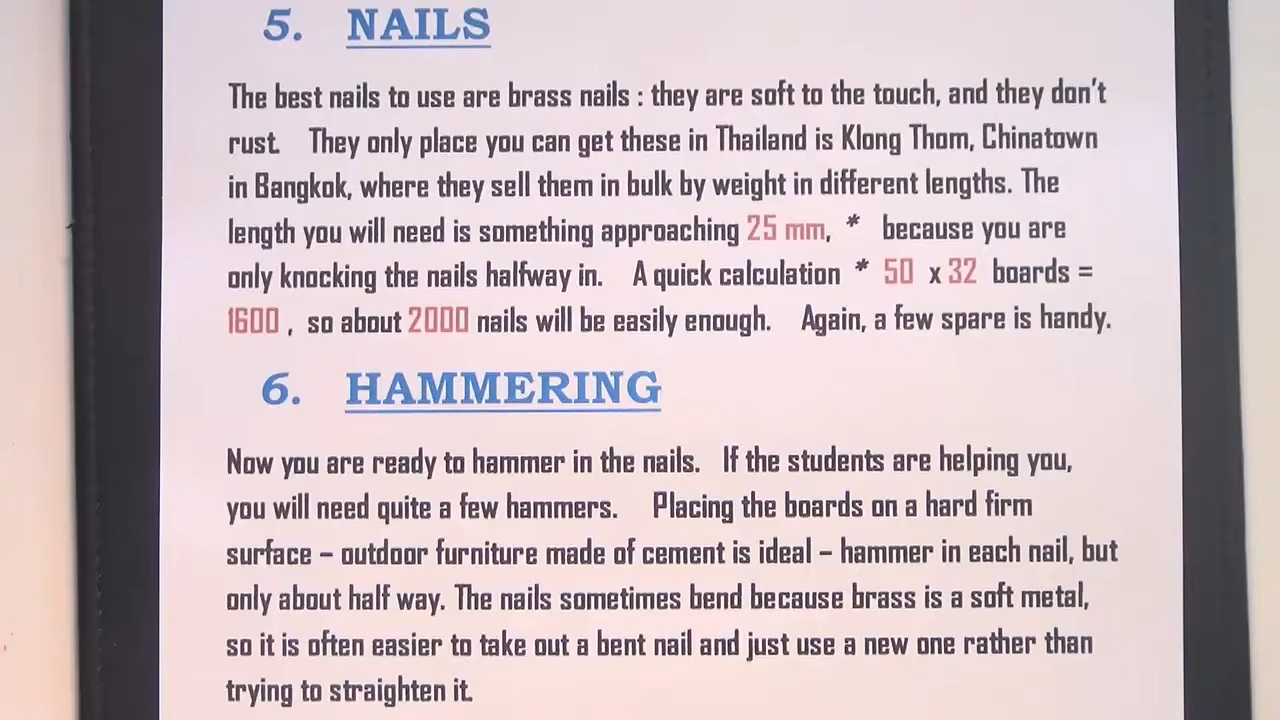 5. NAILS
The best nails to use are brass nails : they are soft to the touch, and they don't
rust. They only place you can get these in Thailand is Klong Thom, Chinatown
in Bangkok, where they sell them in bulk by weight in different lengths. The
length you will need is something approaching 25 mm, * because you are
only knocking the nails halfway in. A quick calculation * 50 x 32 boards =
1600 , so about 2000 nails will be easily enough. Again, a few spare is handy.
6. HAMMERING
Now you are ready to hammer in the nails. If the students are helping you,
you will need quite a few hammers. Placing the boards on a hard firm
surface – outdoor furniture made of cement is ideal – hammer in each nail, but
only about half way. The nails sometimes bend because brass is a soft metal,
so it is often easier to take out a bent nail and just use a new one rather than
trying to straighten it.